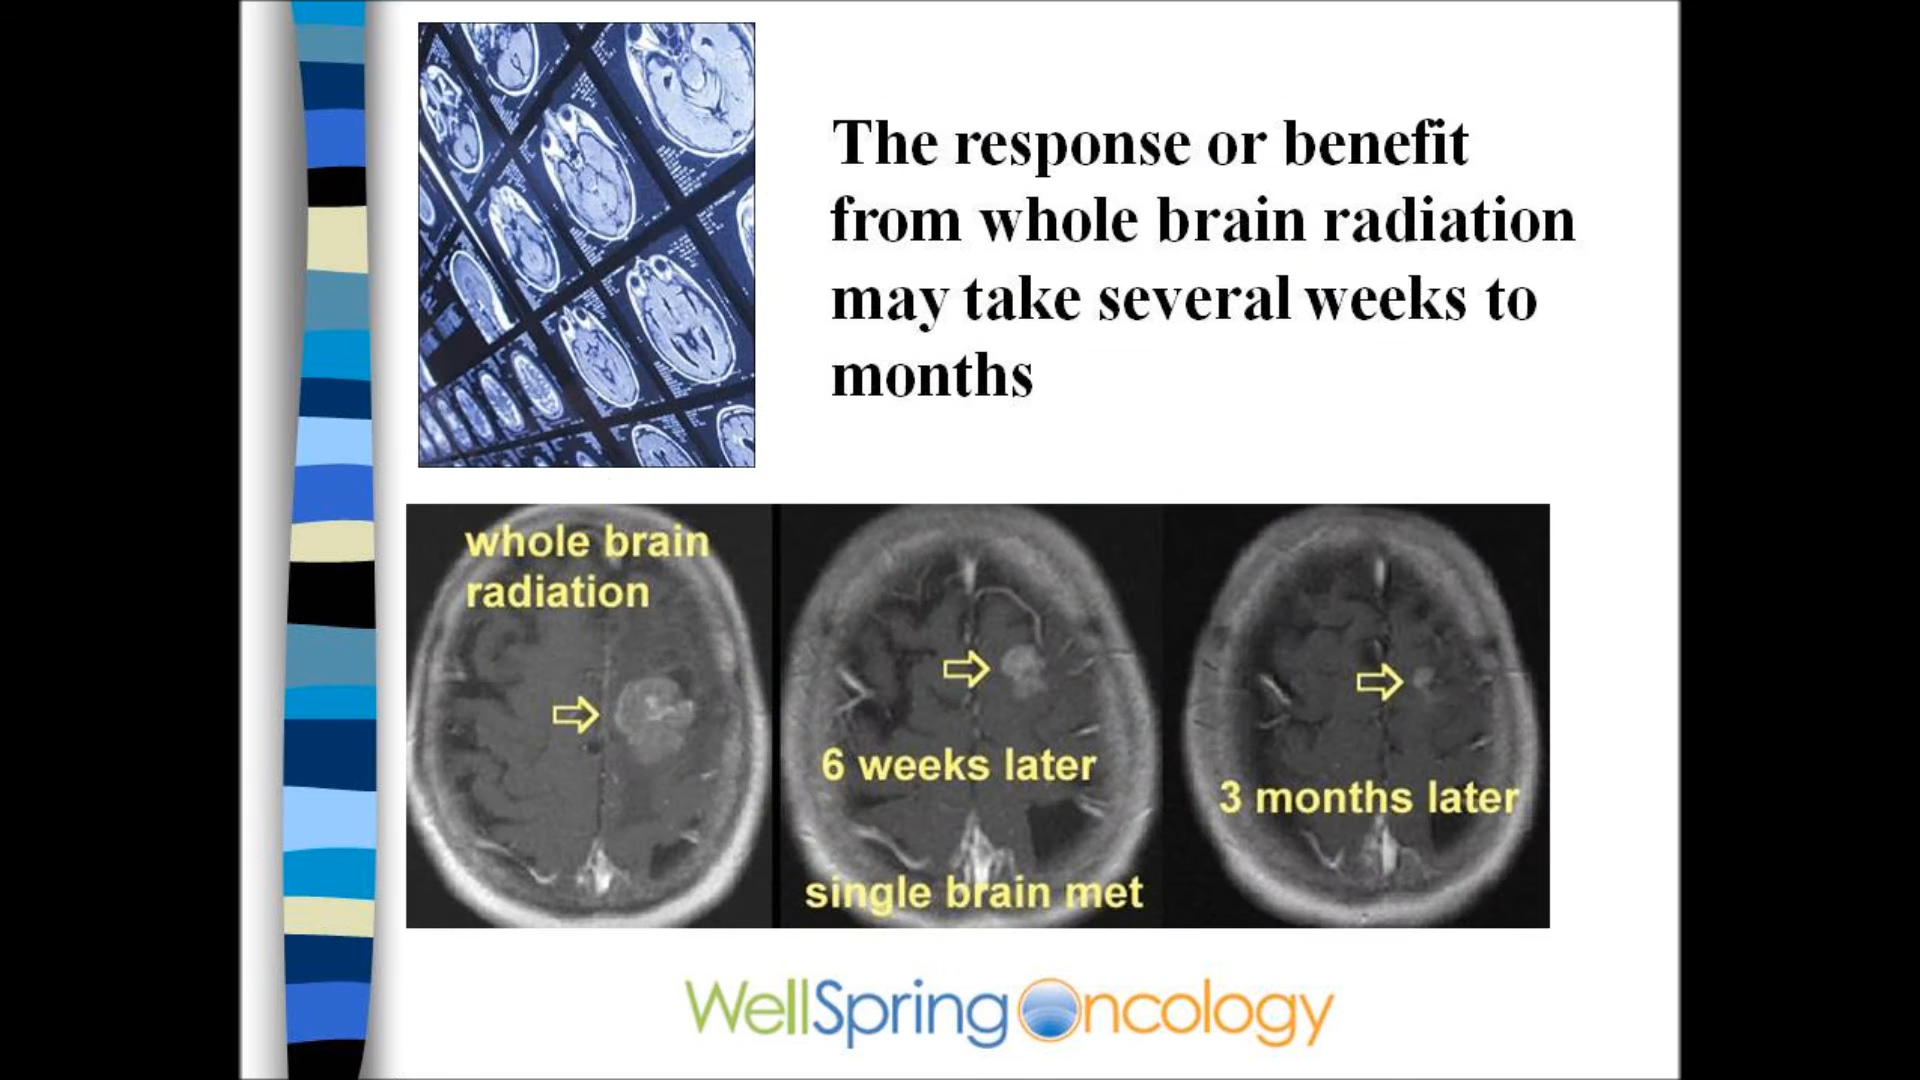 The response or benefit
from whole brain radiation
may take several weeks to
months
whole brain
radiation
6 weeks later
single brain met
3 months later
WellSpring Oncology